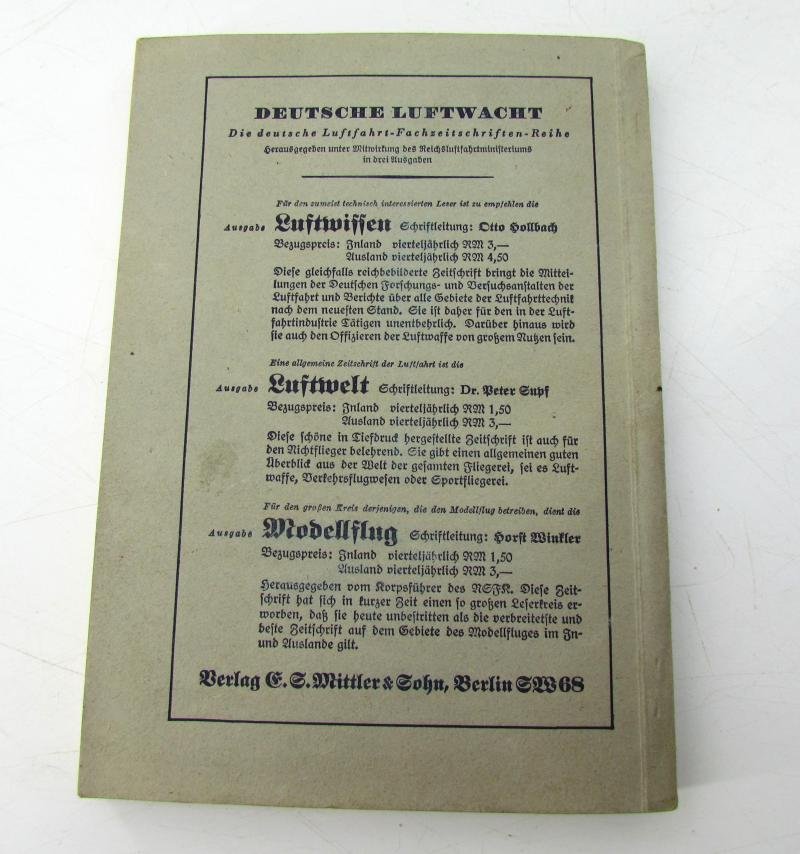 DEUTSCHE LUFTWACHT
Die deutsche Luftfahrt-Fachzeitschriften-Reihe
Herausgegeben unter Mitwirkung des Reichsluftfahrtministeriums
in drei Ausgaben
Für den zumeist technisch interessierten Leser ist zu empfehlen die
Ausgabe Luftwissen Schriftleitung: Otto Hollbach
Bezugspreis: Inland vierteljährlich RM 3,—
Ausland vierteljährlich RM 4,50
Diese gleichfalls reichbebilderte Zeitschrift bringt die Mittei-
lungen der Deutschen Forschungs- und Versuchsanstalten der
Luftfahrt und Berichte über alle Gebiete der Luftfahrttechnik
nach dem neuesten Stand. Sie ist daher für den in der Luft-
fahrtindustrie Tätigen unentbehrlich. Darüber hinaus wird
sie auch den Offizieren der Luftwaffe von großem Nutzen sein.
Eine allgemeine Zeitschrift der Luftfahrt ist die
Ausgabe Luftwelt Schriftleitung: Dr. Peter Supf
Bezugspreis: Inland vierteljährlich RM 1,50
Ausland vierteljährlich RM 3,—
Diese schöne in Tiefdruck hergestellte Zeitschrift ist auch für
den Nichtflieger belehrend. Sie gibt einen allgemeinen guten
Überblick aus der Welt der gesamten Fliegerei, sei es Luft-
waffe, Verkehrsflugwesen oder Sportfliegerei.
Für den großen Kreis derjenigen, die den Modellflug betreiben, dient die
Ausgabe Modellflug Schriftleitung: Horst Winkler
Bezugspreis: Inland vierteljährlich RM 1,50
Ausland vierteljährlich RM 3,—
Herausgegeben vom Korpsführer des NSFK. Diese Zeit-
schrift hat sich in kurzer Zeit einen so großen Leserkreis er-
worben, daß sie heute unbestritten als die verbreitetste und
beste Zeitschrift auf dem Gebiete des Modellfluges im In-
und Auslande gilt.
Verlag E. S. Mittler & Sohn, Berlin SW 68